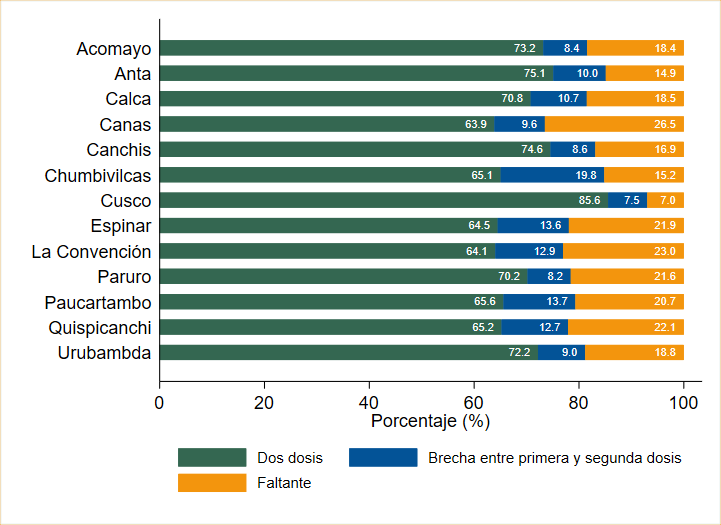 Acomayo 73.2 8.4 18.4
Anta 75.1 10.0 14.9
Calca 70.8 10.7 18.5
Canas 63.9 9.6 26.5
Canchis 74.6 8.6 16.9
Chumbivilcas 65.1 19.8 15.2
Cusco 85.6 7.5 7.0
Espinar 64.5 13.6 21.9
La Convención 64.1 12.9 23.0
Paruro 70.2 8.2 21.6
Paucartambo 65.6 13.7 20.7
Quispicanchi 65.2 12.7 22.1
Urubambda 72.2 9.0 18.8
0 20 40 60 80 100
Porcentaje (%)
Dos dosis Brecha entre primera y segunda dosis
Faltante